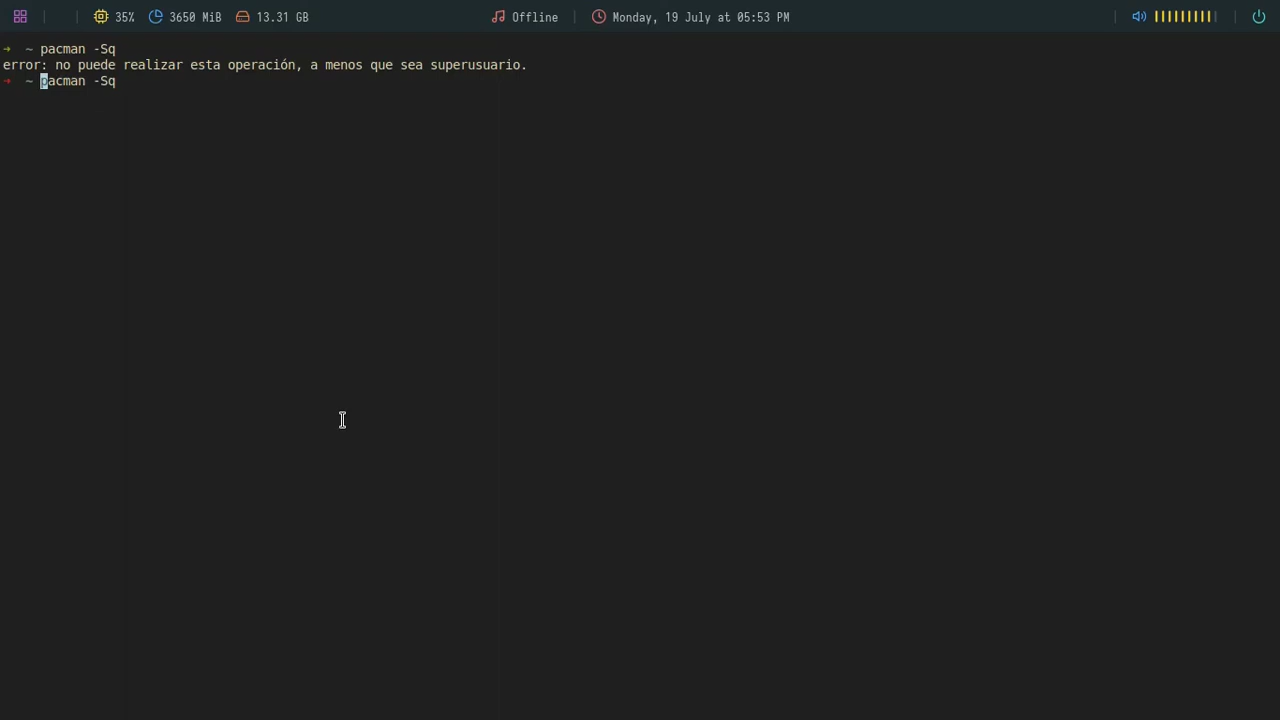 35% 3650 MiB 13.31 GB Offline Monday, 19 July at 05:53 PM
➜ ~ pacman -Sq
error: no puede realizar esta operación, a menos que sea superusuario.
➜ ~ pacman -Sq